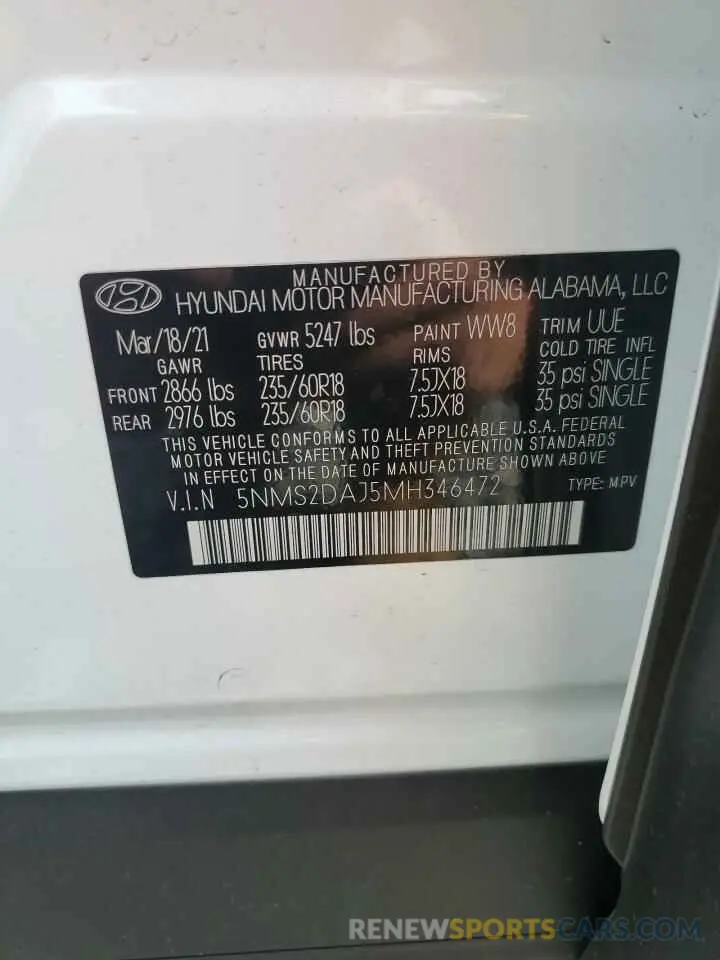 MANUFACTURED BY
HYUNDAI MOTOR MANUFACTURING ALABAMA, LLC
Mar/18/21 GVWR 5247 lbs PAINT WW8 TRIM UUE
GAWR TIRES RIMS COLD TIRE INFL
FRONT 2866 lbs 235/60R18 7.5JX18 35 psi SINGLE
REAR 2976 lbs 235/60R18 7.5JX18 35 psi SINGLE
THIS VEHICLE CONFORMS TO ALL APPLICABLE U.S.A. FEDERAL
MOTOR VEHICLE SAFETY AND THEFT PREVENTION STANDARDS
IN EFFECT ON THE DATE OF MANUFACTURE SHOWN ABOVE
V.I.N 5NMS2DAJ5MH346472 TYPE: MPV
RENEWSPORTSCARS.COM